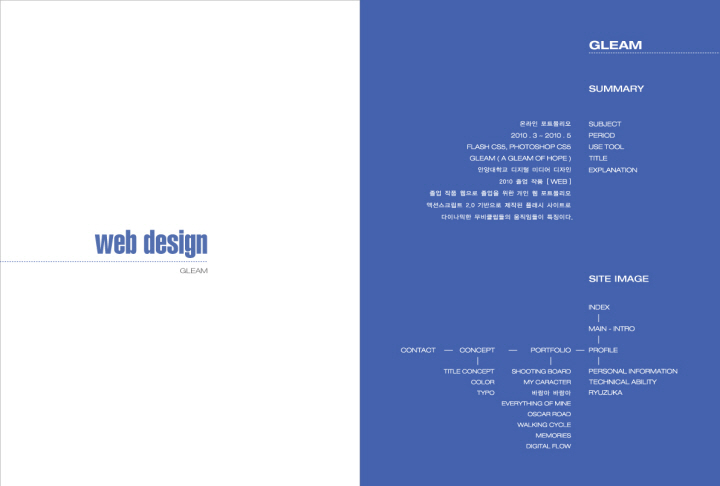 web design
GLEAM
GLEAM
SUMMARY
온라인 포트폴리오 SUBJECT
2010 . 3 - 2010 . 5 PERIOD
FLASH CS5, PHOTOSHOP CS5 USE TOOL
GLEAM ( A GLEAM OF HOPE ) TITLE
안양대학교 디지털 미디어 디자인 EXPLANATION
2010 졸업 작품 [ WEB ]
졸업 작품 웹으로 졸업을 위한 개인 웹 포트폴리오
액션스크립트 2.0 기반으로 제작된 플래시 사이트로
다이나믹한 무비클립들의 움직임들이 특징이다.
SITE IMAGE
INDEX
MAIN - INTRO
CONTACT — CONCEPT — PORTFOLIO — PROFILE
TITLE CONCEPT SHOOTING BOARD PERSONAL INFORMATION
COLOR MY CARACTER TECHNICAL ABILITY
TYPO 바람아 바람아 RYUZUKA
EVERYTHING OF MINE
OSCAR ROAO
WALKING CYCLE
MEMORIES
DIGITAL FLOW